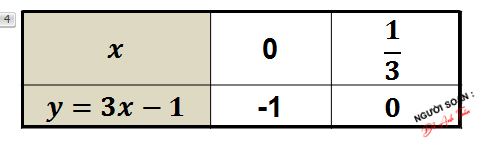 4
x 0 1/3
y = 3x − 1 -1 0
NGƯỜI SOẠN :